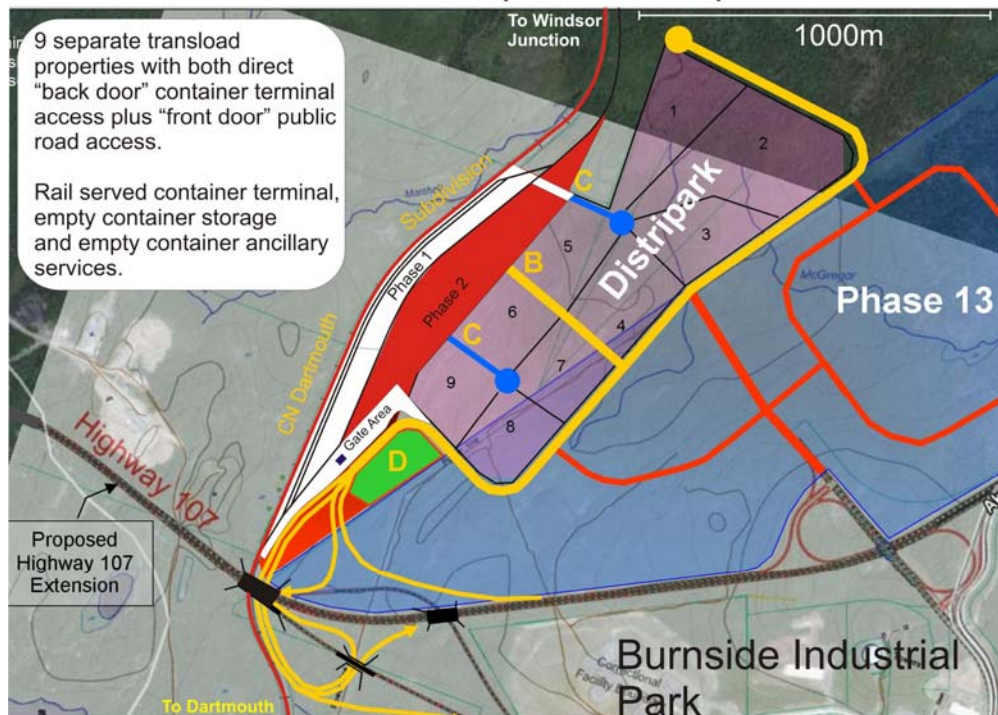 To Windsor
Junction
1000m
9 separate transload
properties with both direct
“back door” container terminal
access plus “front door” public
road access.
Rail served container terminal,
empty container storage
and empty container ancillary
services.
1
2
3
4
5
6
7
8
9
C
B
C
D
Distripark
Subdivision
CN Dartmouth
Phase 1
Phase 2
Gate Area
McGregor
Phase 13
Highway 107
Proposed
Highway 107
Extension
Burnside Industrial
Park
Correctional
To Dartmouth